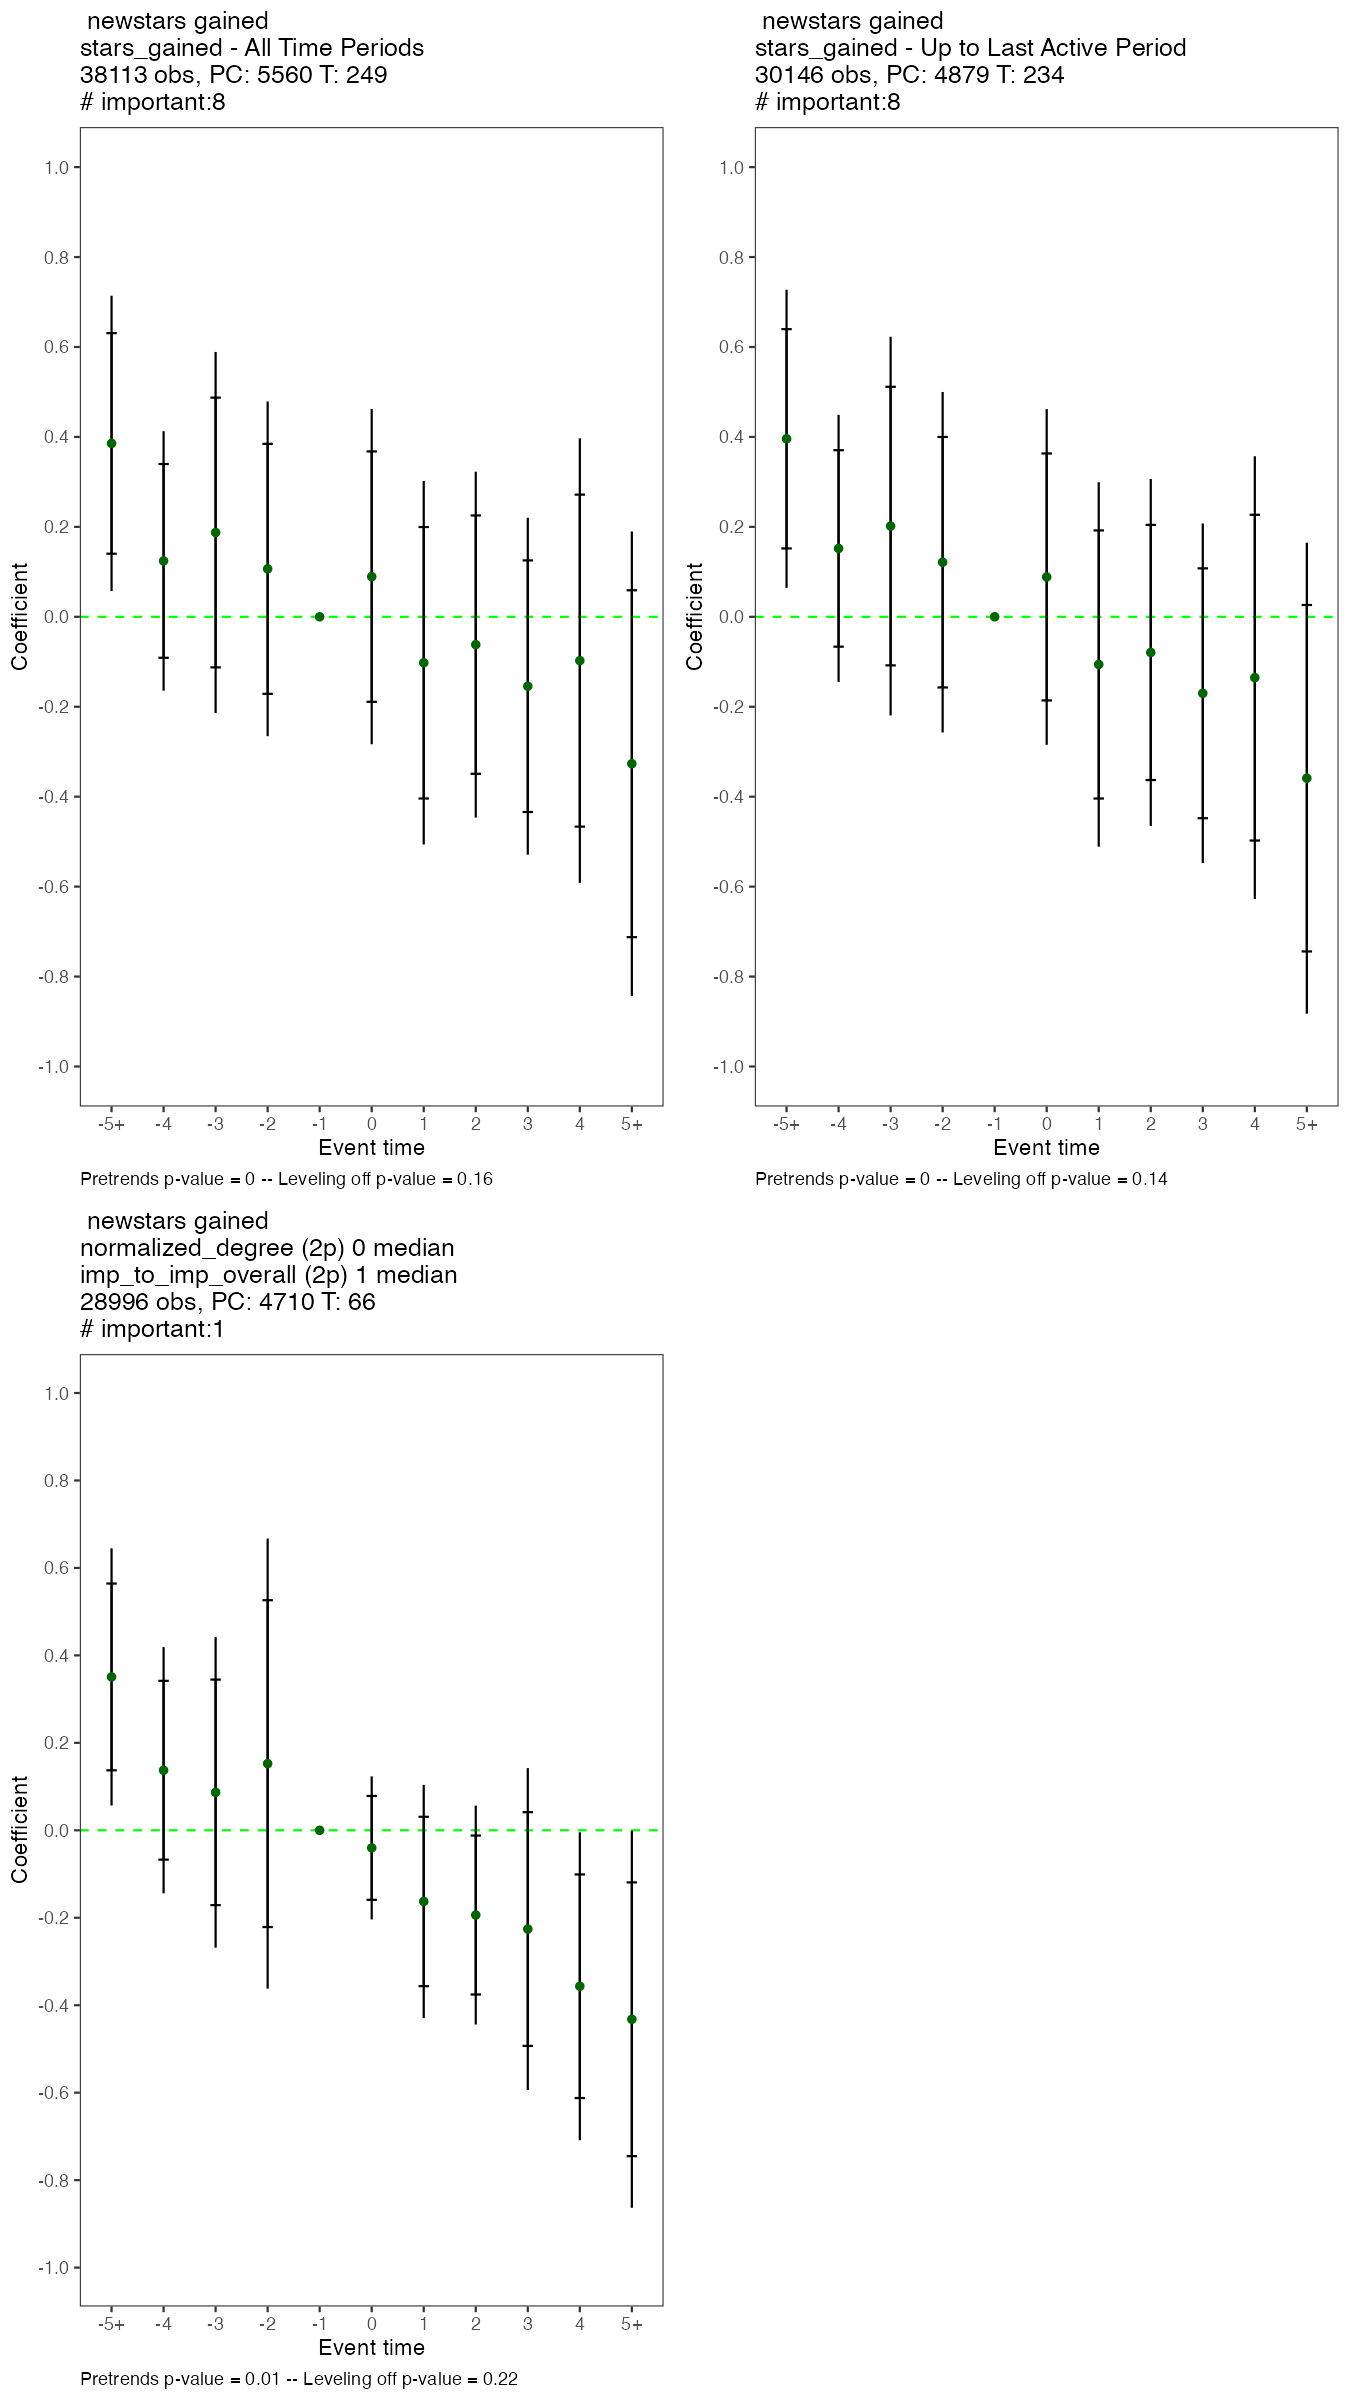 newstars gained
stars_gained - All Time Periods
38113 obs, PC: 5560 T: 249
# important:8
1.0
0.8
0.6
0.4
0.2
0.0
-0.2
-0.4
-0.6
-0.8
-1.0
Coefficient
-5+ -4 -3 -2 -1 0 1 2 3 4 5+
Event time
Pretrends p-value = 0 -- Leveling off p-value = 0.16
newstars gained
stars_gained - Up to Last Active Period
30146 obs, PC: 4879 T: 234
# important:8
1.0
0.8
0.6
0.4
0.2
0.0
-0.2
-0.4
-0.6
-0.8
-1.0
Coefficient
-5+ -4 -3 -2 -1 0 1 2 3 4 5+
Event time
Pretrends p-value = 0 -- Leveling off p-value = 0.14
newstars gained
normalized_degree (2p) 0 median
imp_to_imp_overall (2p) 1 median
28996 obs, PC: 4710 T: 66
# important:1
1.0
0.8
0.6
0.4
0.2
0.0
-0.2
-0.4
-0.6
-0.8
-1.0
Coefficient
-5+ -4 -3 -2 -1 0 1 2 3 4 5+
Event time
Pretrends p-value = 0.01 -- Leveling off p-value = 0.22